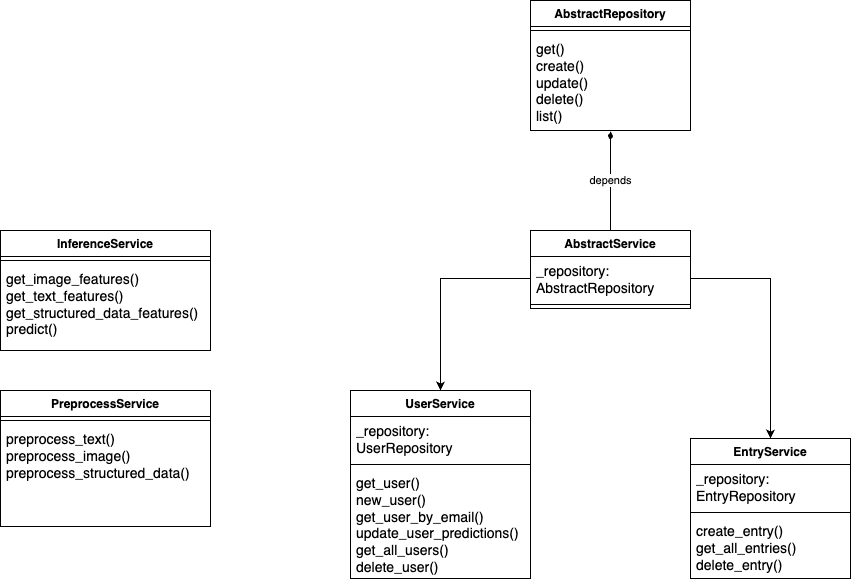 AbstractRepository
get()
create()
update()
delete()
list()
depends
InferenceService
get_image_features()
get_text_features()
get_structured_data_features()
predict()
AbstractService
_repository:
AbstractRepository
PreprocessService
preprocess_text()
preprocess_image()
preprocess_structured_data()
UserService
_repository:
UserRepository
get_user()
new_user()
get_user_by_email()
update_user_predictions()
get_all_users()
delete_user()
EntryService
_repository:
EntryRepository
create_entry()
get_all_entries()
delete_entry()